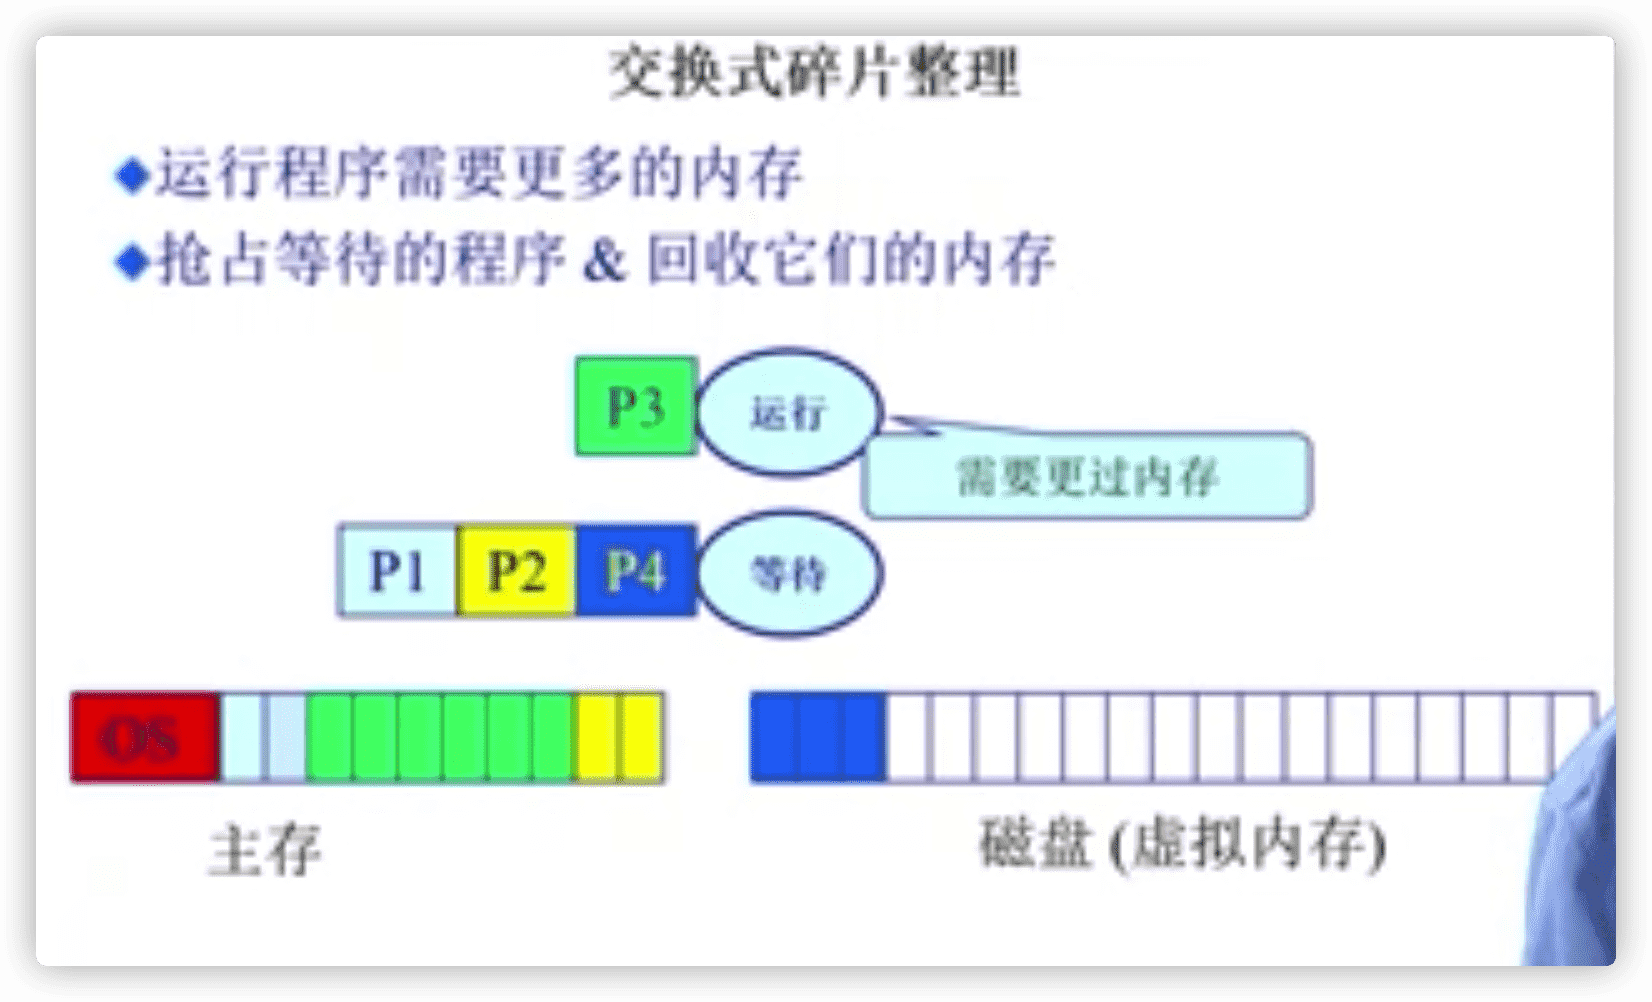 交换式碎片整理
运行程序需要更多的内存
抢占等待的程序 & 回收它们的内存
P3
运行
需要更过内存
P1 P2 P4
等待
OS
主存
磁盘 (虚拟内存)